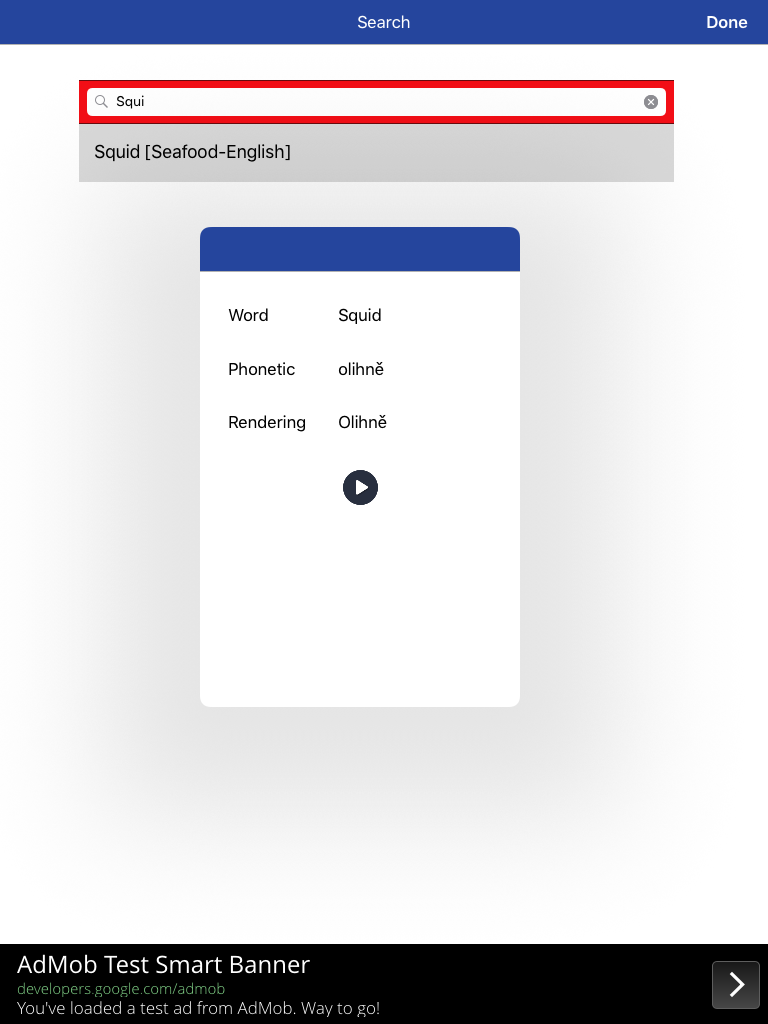 Search Done
Squi
Squid [Seafood-English]
Word Squid
Phonetic olihně
Rendering Olihně
AdMob Test Smart Banner
developers.google.com/admob
You've loaded a test ad from AdMob. Way to go!